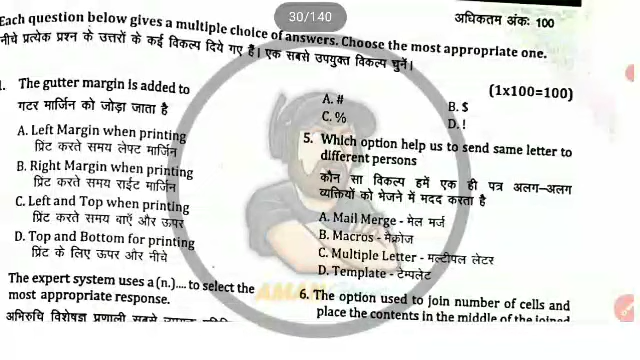 30/140
अधिकतम अंक: 100
Each question below gives a multiple choice of answers. Choose the most appropriate one.
नीचे प्रत्येक प्रश्न के उत्तरों के कई विकल्प दिये गए हैं। एक सबसे उपयुक्त विकल्प चुनें।
(1x100=100)
. The gutter margin is added to
गटर मार्जिन को जोड़ा जाता है
A. Left Margin when printing
प्रिंट करते समय लेफ्ट मार्जिन
B. Right Margin when printing
प्रिंट करते समय राईट मार्जिन
C. Left and Top when printing
प्रिंट करते समय बाएँ और ऊपर
D. Top and Bottom for printing
प्रिंट के लिए ऊपर और नीचे
The expert system uses a (n.).... to select the
most appropriate response.
अभिरुचि विशेषज्ञ प्रणाली सबसे
A. #
B. $
C. %
D. !
5. Which option help us to send same letter to
different persons
कौन सा विकल्प हमें एक ही पत्र अलग-अलग
व्यक्तियों को भेजने में मदद करता है
A. Mail Merge - मेल मर्ज
B. Macros - मैक्रोज
C. Multiple Letter - मल्टीपल लेटर
D. Template - टेम्पलेट
6. The option used to join number of cells and
place the contents in the middle of the joined
AMAN